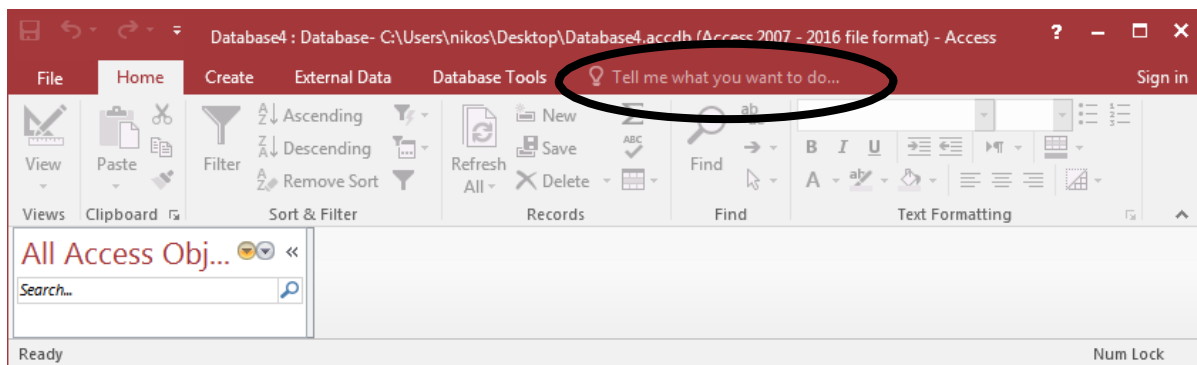 Database4 : Database- C:\Users\nikos\Desktop\Database4.accdb (Access 2007 - 2016 file format) - Access ?
File Home Create External Data Database Tools Tell me what you want to do... Sign in
View
Paste
Filter
Ascending
Descending
Remove Sort
Refresh
All
New
Save
Delete
ABC
Find
ab
B I U
A aby
A
Views Clipboard Sort & Filter Records Find Text Formatting
All Access Obj... «
Search...
Ready Num Lock